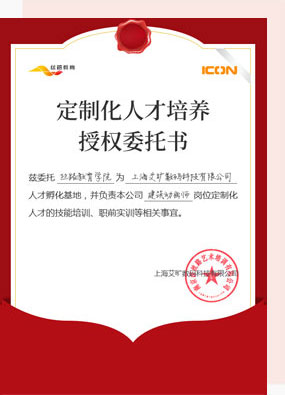 丝路教育
ICON
定制化人才培养
授权委托书
兹委托 丝路教育学院 为 上海艾旷数码科技有限公司
人才孵化基地，并负责本公司 建筑动画师 岗位定制化
人才的技能培训、职前实训等相关事宜。
上海艾旷数码科技有限公司